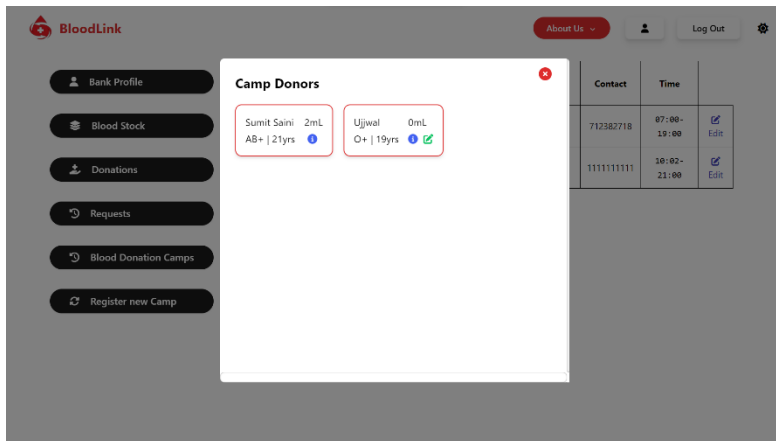 BloodLink
About Us
Log Out
Bank Profile
Blood Stock
Donations
Requests
Blood Donation Camps
Register new Camp
Camp Donors
Sumit Saini 2mL
AB+ | 21yrs
Ujjwal 0mL
O+ | 19yrs
Contact Time
712382718 07:00-
19:00 Edit
1111111111 10:02-
21:00 Edit